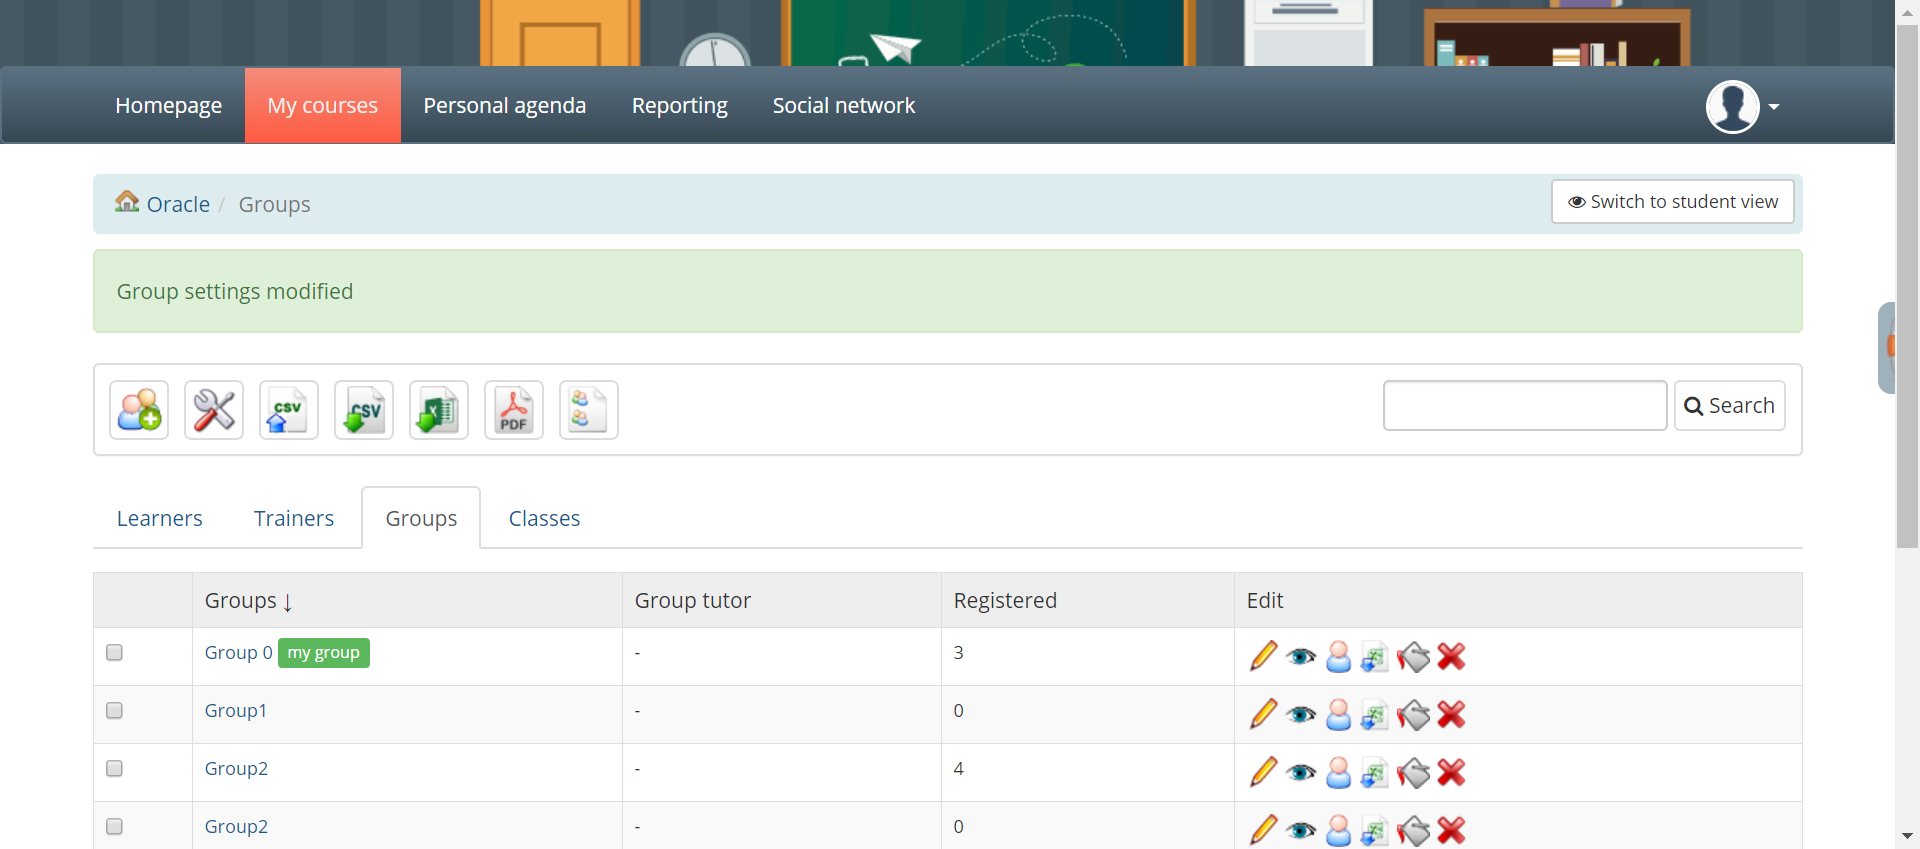 Homepage My courses Personal agenda Reporting Social network
Oracle / Groups
Switch to student view
Group settings modified
CSV CSV PDF
Search
Learners Trainers Groups Classes
Groups ↓ Group tutor Registered Edit
Group 0 my group - 3
Group1 - 0
Group2 - 4
Group2 - 0